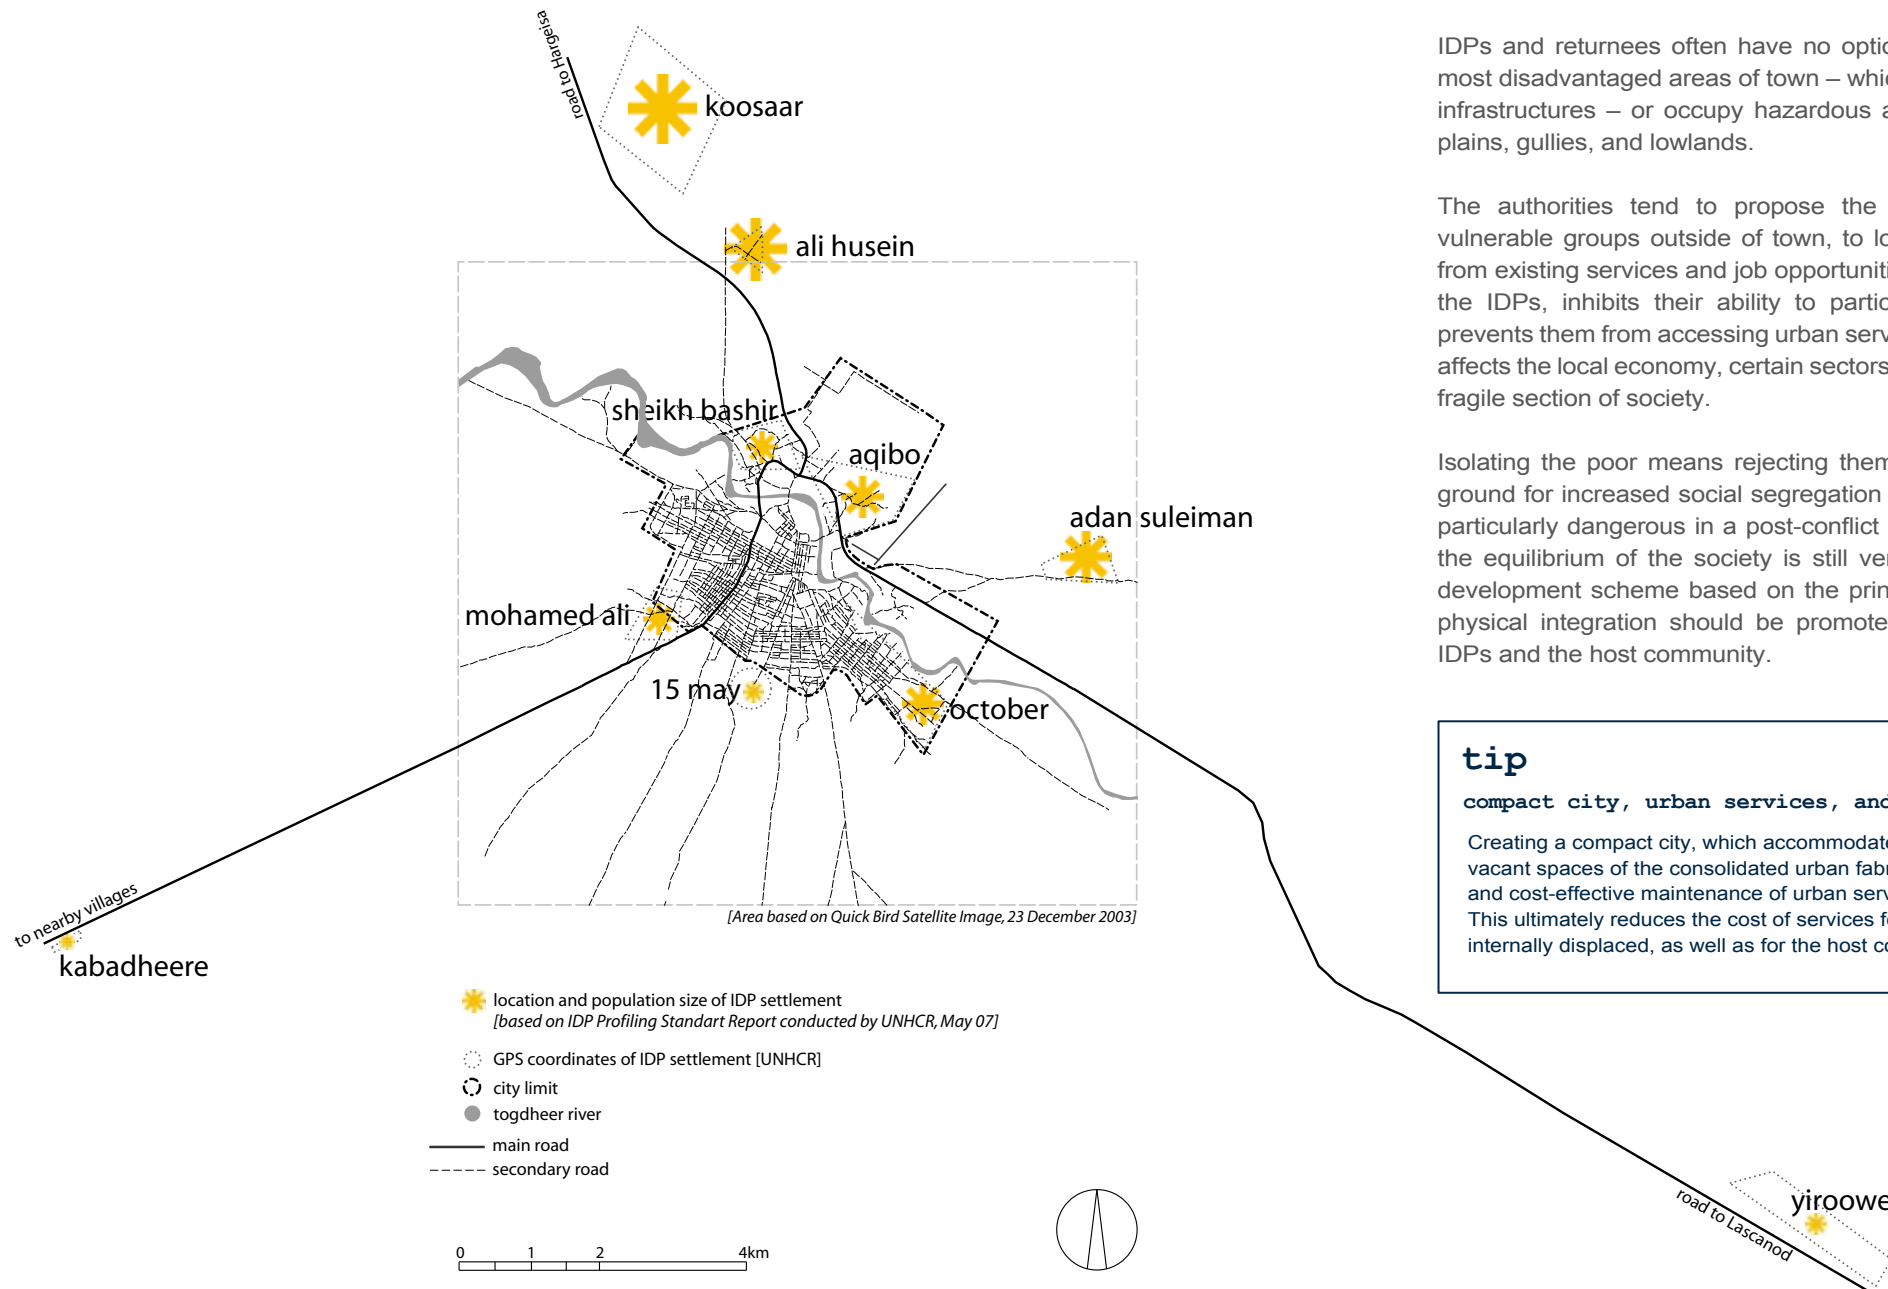 road to Hargeisa
koosaar
ali husein
sheikh bashir
aqibo
adan suleiman
mohamed ali
15 may
october
[Area based on Quick Bird Satellite Image, 23 December 2003]
to nearby villages
kabadheere
location and population size of IDP settlement
[based on IDP Profiling Standart Report conducted by UNHCR, May 07]
GPS coordinates of IDP settlement [UNHCR]
city limit
togdheer river
main road
secondary road
0 1 2 4km
road to Lascanod
yiroowe
IDPs and returnees often have no optic
most disadvantaged areas of town – whic
infrastructures – or occupy hazardous a
plains, gullies, and lowlands.
The authorities tend to propose the
vulnerable groups outside of town, to lo
from existing services and job opportuniti
the IDPs, inhibits their ability to partic
prevents them from accessing urban serv
affects the local economy, certain sectors
fragile section of society.
Isolating the poor means rejecting them
ground for increased social segregation
particularly dangerous in a post-conflict
the equilibrium of the society is still ver
development scheme based on the prin
physical integration should be promote
IDPs and the host community.
tip
compact city, urban services, and
Creating a compact city, which accommodate
vacant spaces of the consolidated urban fabr
and cost-effective maintenance of urban serv
This ultimately reduces the cost of services fo
internally displaced, as well as for the host co